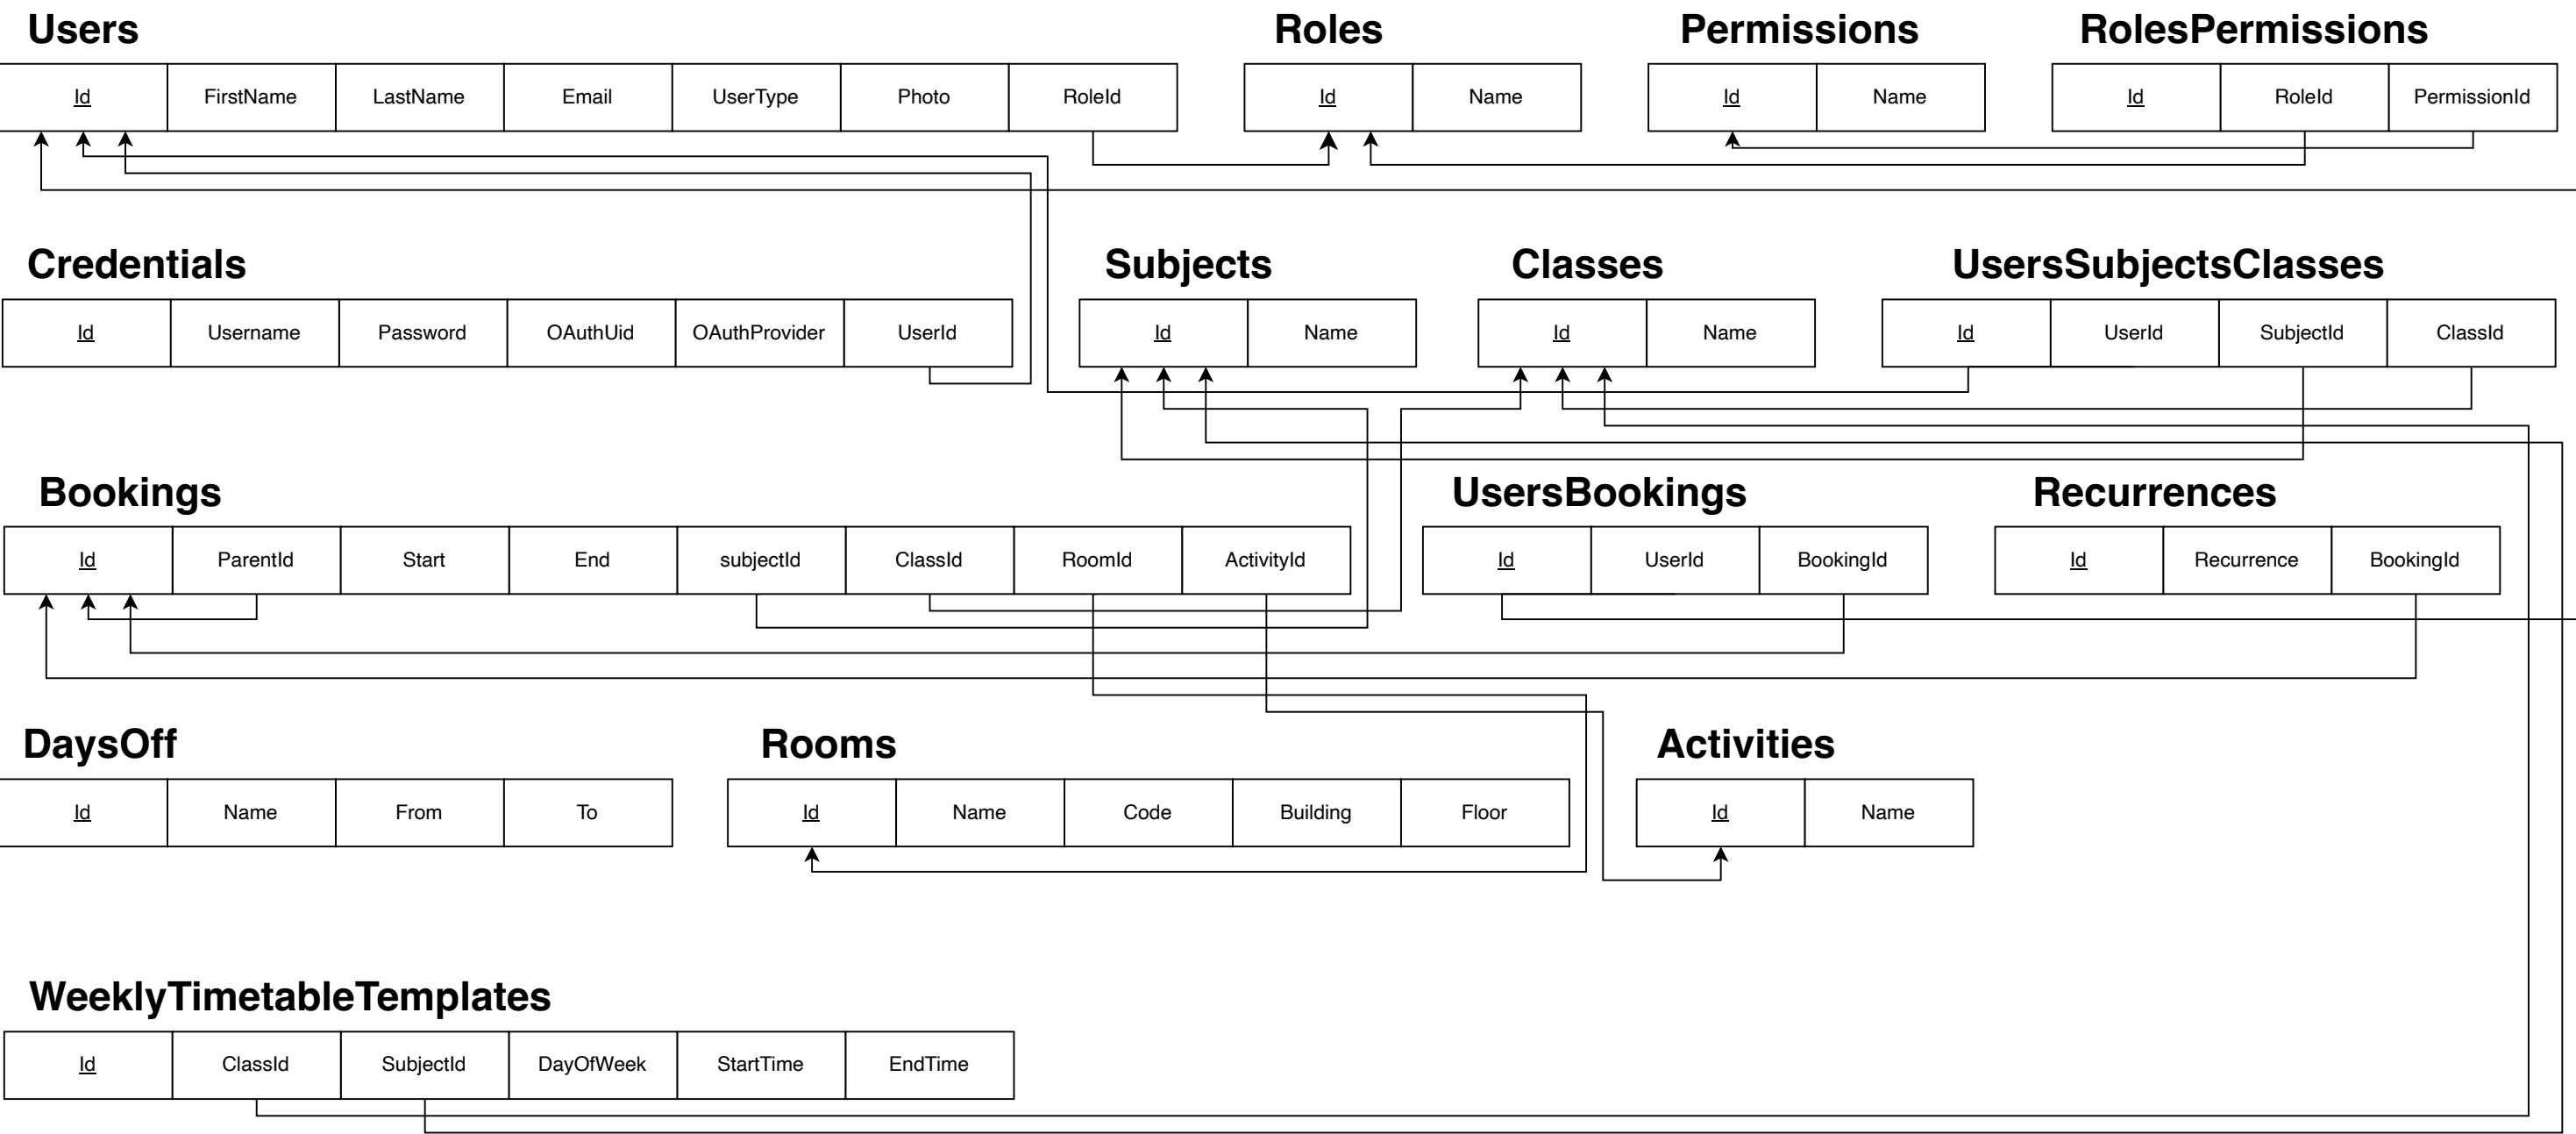 Users Roles Permissions RolesPermissions
Id FirstName LastName Email UserType Photo RoleId Id Name Id Name Id RoleId PermissionId
Credentials Subjects Classes UsersSubjectsClasses
Id Username Password OAuthUid OAuthProvider UserId Id Name Id Name Id UserId SubjectId ClassId
Bookings UsersBookings Recurrences
Id ParentId Start End subjectId ClassId RoomId ActivityId Id UserId BookingId Id Recurrence BookingId
DaysOff Rooms Activities
Id Name From To Id Name Code Building Floor Id Name
WeeklyTimetableTemplates
Id ClassId SubjectId DayOfWeek StartTime EndTime